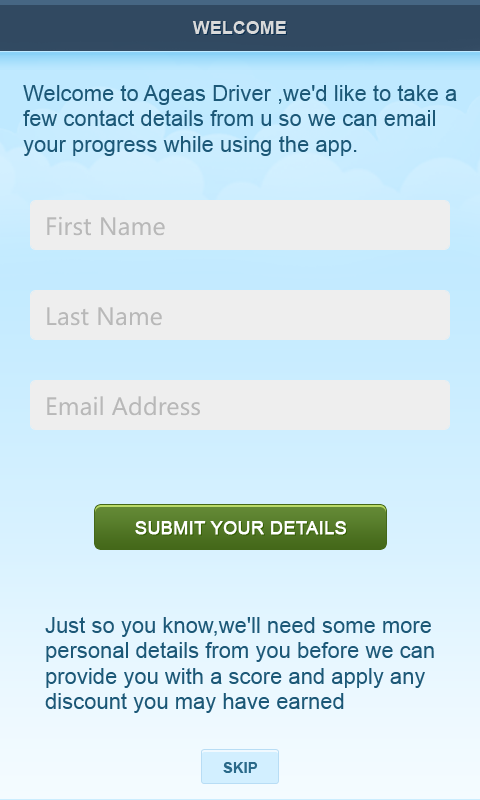 WELCOME
Welcome to Ageas Driver ,we'd like to take a
few contact details from u so we can email
your progress while using the app.
First Name
Last Name
Email Address
SUBMIT YOUR DETAILS
Just so you know,we'll need some more
personal details from you before we can
provide you with a score and apply any
discount you may have earned
SKIP